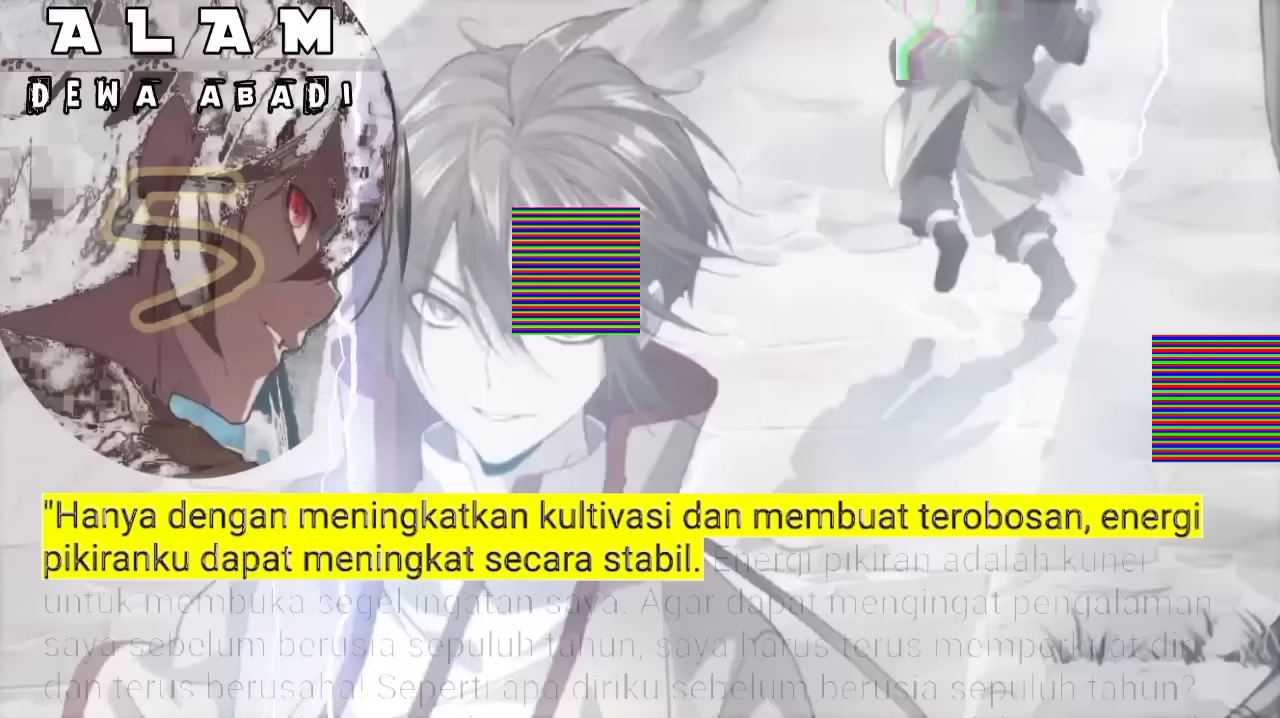 ALAM
DEWA ABADI
5
"Hanya dengan meningkatkan kultivasi dan membuat terobosan, energi
pikiranku dapat meningkat secara stabil. Energi pikiran adalah kunci
untuk membuka segel ingatan saya. Agar dapat mengingat pengalaman
saya sebelum berusia sepuluh tahun, saya harus terus memperkuat diri
dan terus berusaha! Seperti apa diriku sebelum berusia sepuluh tahun?